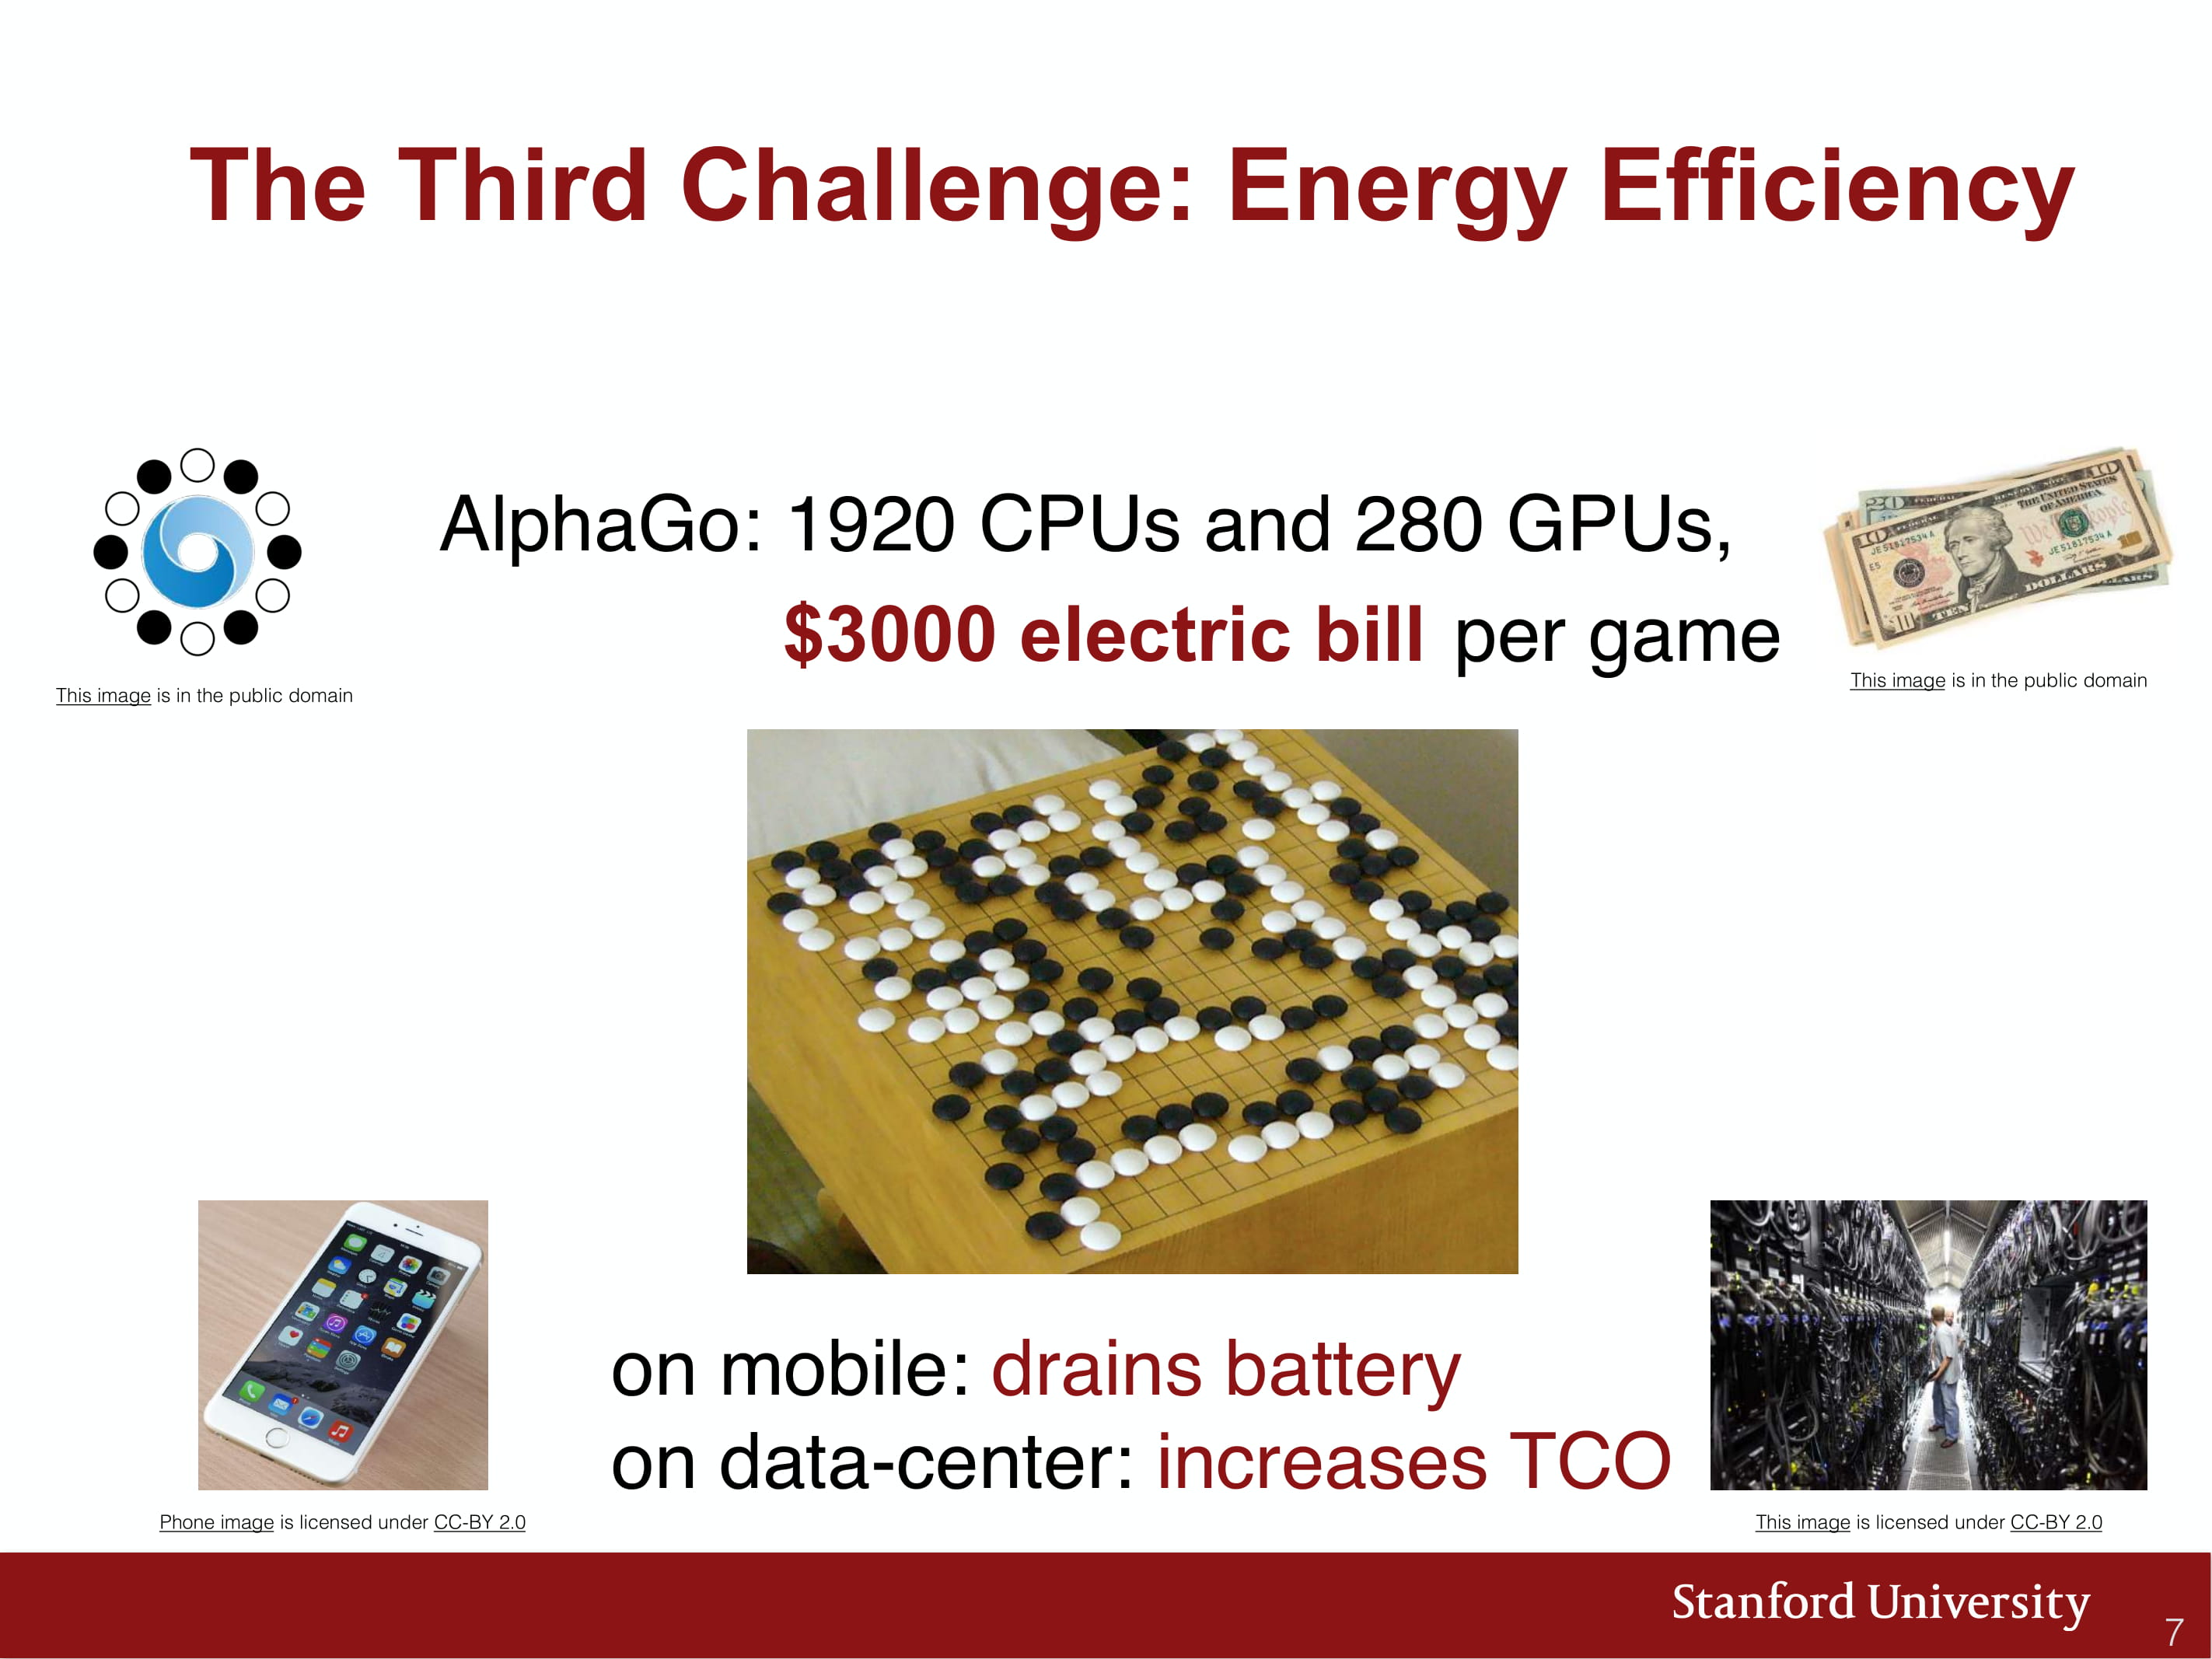 The Third Challenge: Energy Efficiency
AlphaGo: 1920 CPUs and 280 GPUs,
$3000 electric bill per game
This image is in the public domain
This image is in the public domain
on mobile: drains battery
on data-center: increases TCO
Phone image is licensed under CC-BY 2.0
This image is licensed under CC-BY 2.0
Stanford University
7